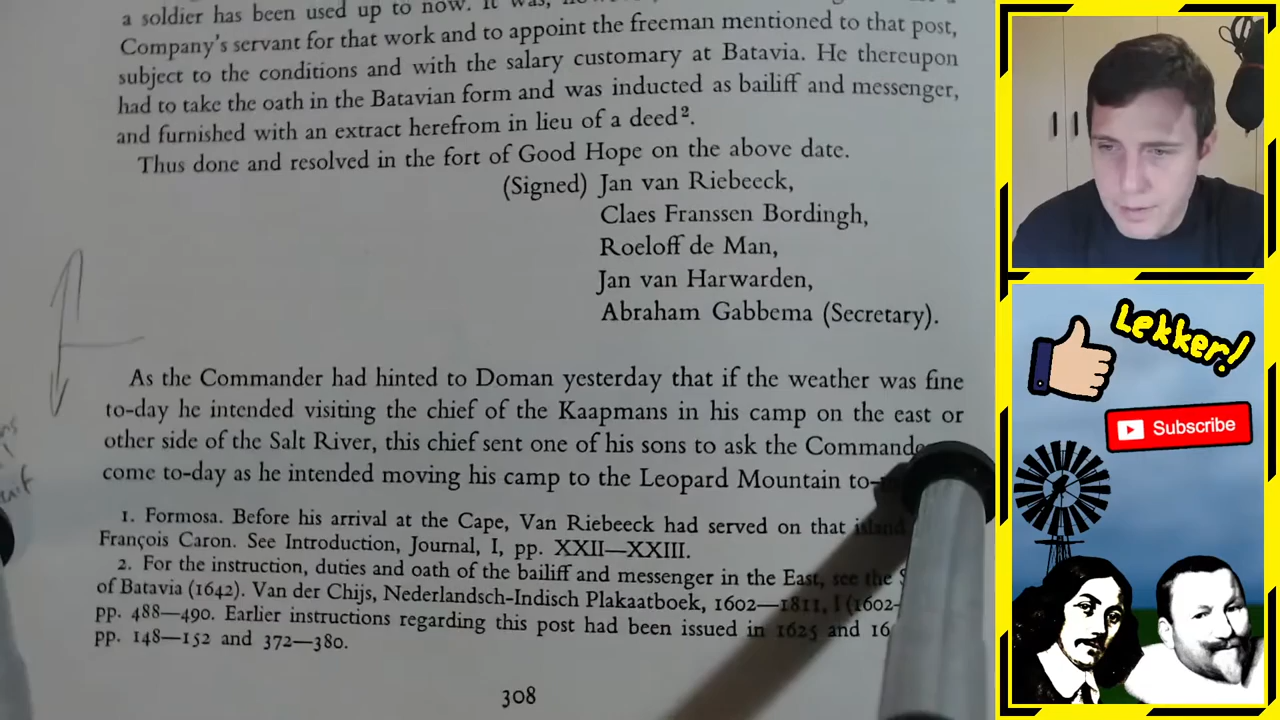 a soldier has been used up to now. It was,
Company's servant for that work and to appoint the freeman mentioned to that post,
subject to the conditions and with the salary customary at Batavia. He thereupon
had to take the oath in the Batavian form and was inducted as bailiff and messenger,
and furnished with an extract herefrom in lieu of a deed².
Thus done and resolved in the fort of Good Hope on the above date.
(Signed) Jan van Riebeeck,
Claes Franssen Bordingh,
Roeloff de Man,
Jan van Harwarden,
Abraham Gabbema (Secretary).
As the Commander had hinted to Doman yesterday that if the weather was fine
to-day he intended visiting the chief of the Kaapmans in his camp on the east or
other side of the Salt River, this chief sent one of his sons to ask the Commande
come to-day as he intended moving his camp to the Leopard Mountain to-
1. Formosa. Before his arrival at the Cape, Van Riebeeck had served on that island
François Caron. See Introduction, Journal, I, pp. XXII—XXIII.
2. For the instruction, duties and oath of the bailiff and messenger in the East, see the
of Batavia (1642). Van der Chijs, Nederlandsch-Indisch Plakaatboek, 1602—1811, I (1602-
pp. 488—490. Earlier instructions regarding this post had been issued in 1625 and 16
pp. 148—152 and 372—380.
308
Lekker!
Subscribe